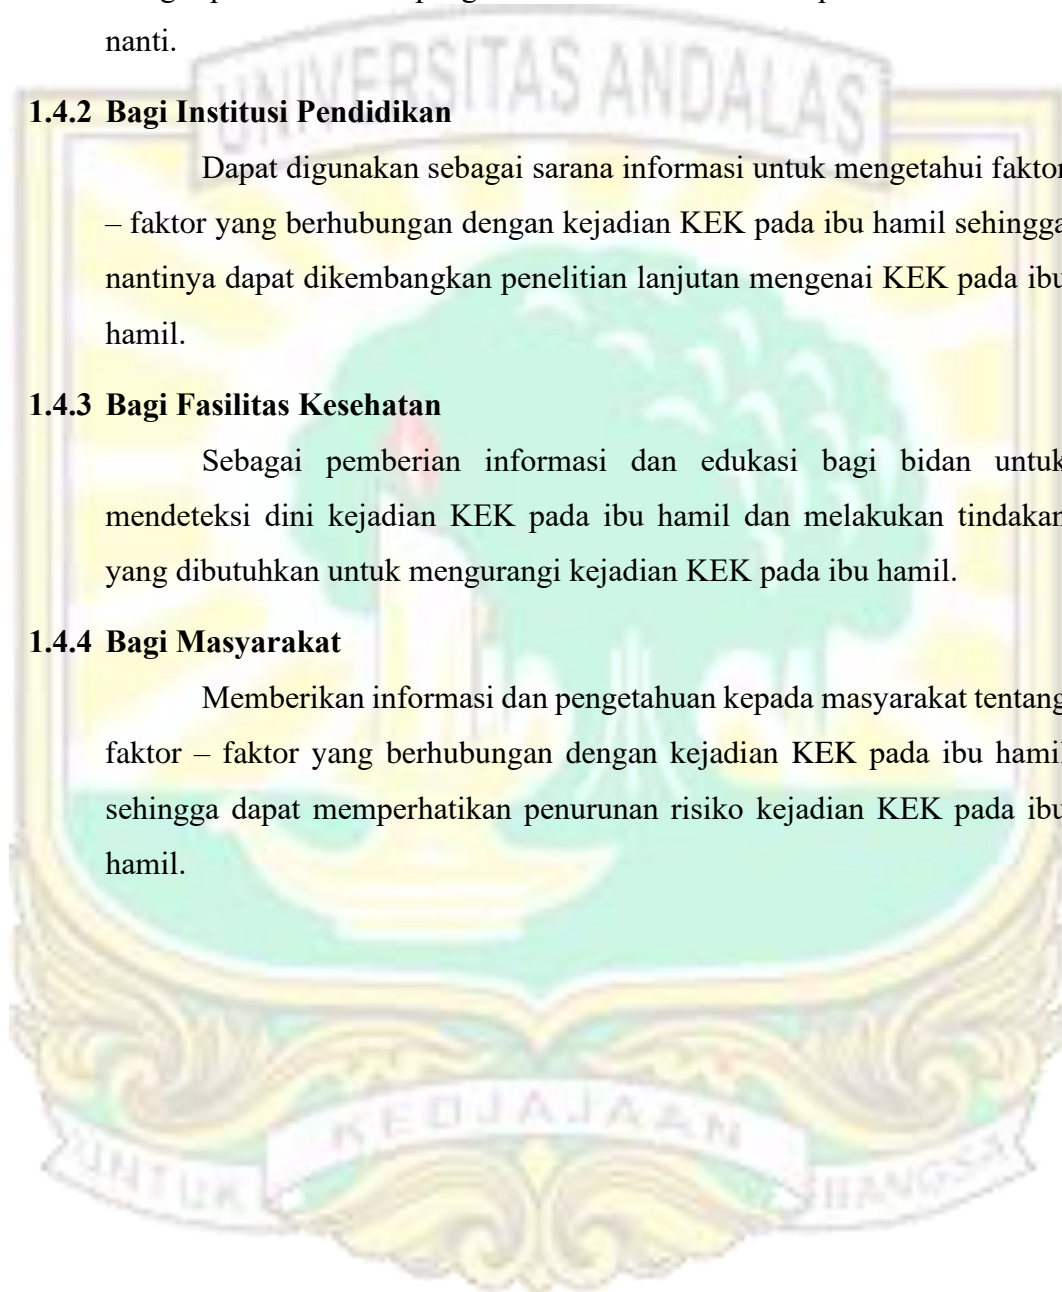 nanti.
UNIVERSITAS ANDALAS
1.4.2 Bagi Institusi Pendidikan
Dapat digunakan sebagai sarana informasi untuk mengetahui faktor
– faktor yang berhubungan dengan kejadian KEK pada ibu hamil sehingga
nantinya dapat dikembangkan penelitian lanjutan mengenai KEK pada ibu
hamil.
1.4.3 Bagi Fasilitas Kesehatan
Sebagai pemberian informasi dan edukasi bagi bidan untuk
mendeteksi dini kejadian KEK pada ibu hamil dan melakukan tindakan
yang dibutuhkan untuk mengurangi kejadian KEK pada ibu hamil.
1.4.4 Bagi Masyarakat
Memberikan informasi dan pengetahuan kepada masyarakat tentang
faktor – faktor yang berhubungan dengan kejadian KEK pada ibu hamil
sehingga dapat memperhatikan penurunan risiko kejadian KEK pada ibu
hamil.
KEDJAJAAN
UNTUK BANGSA